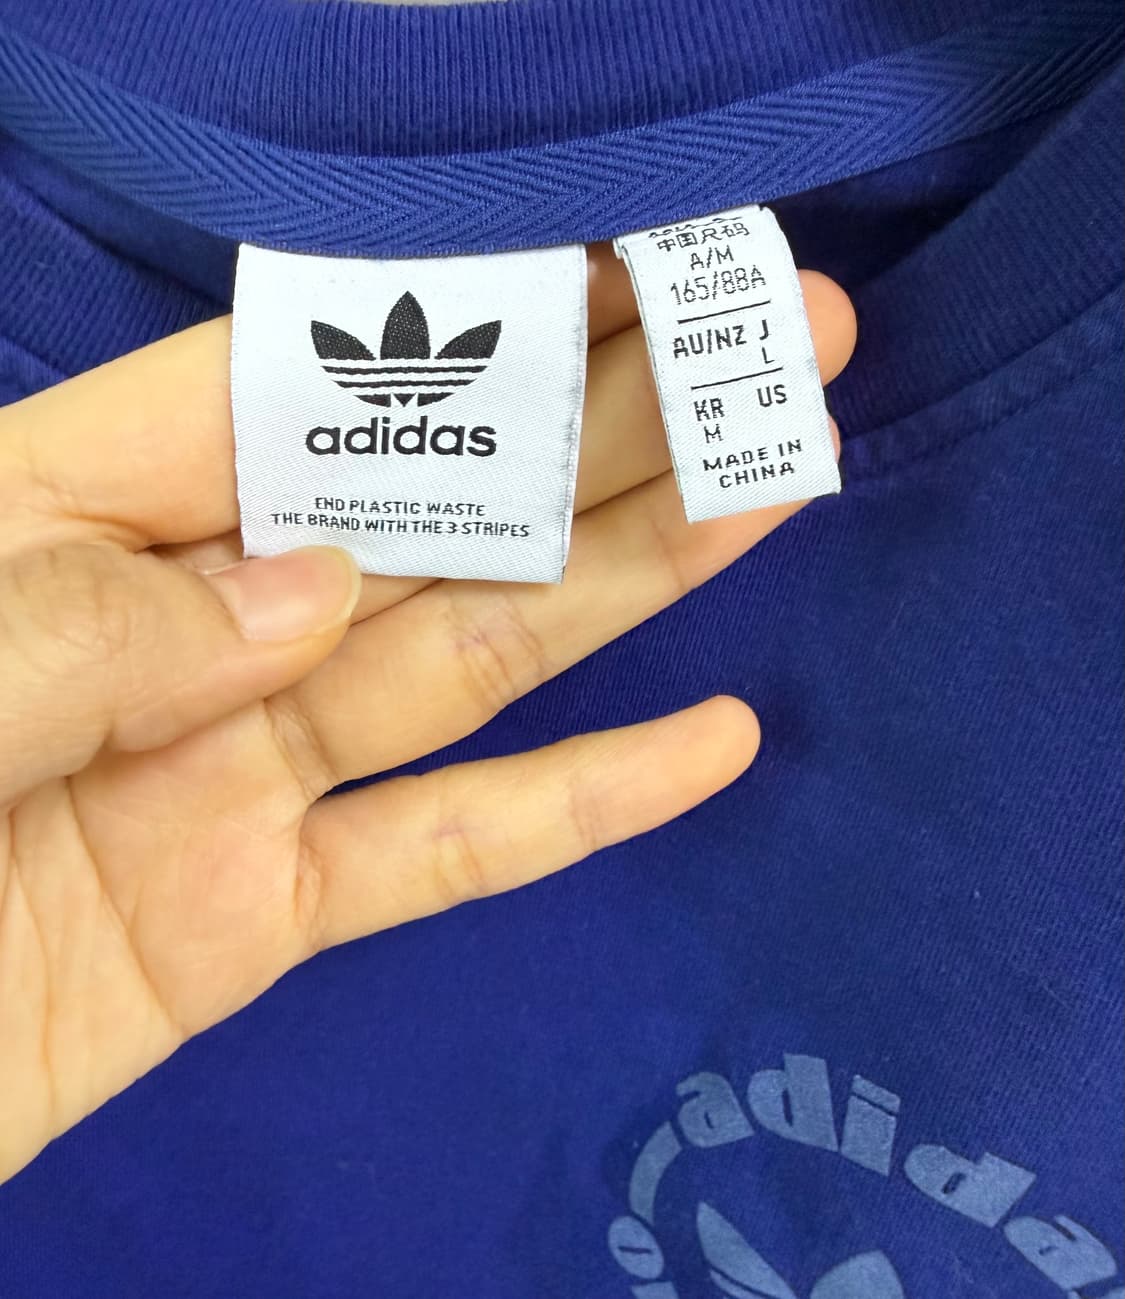 adidas
END PLASTIC WASTE
THE BRAND WITH THE 3 STRIPES
中国尺码
A/M
165/88A
AU/NZ J
L
KR US
M
MADE IN
CHINA
adida